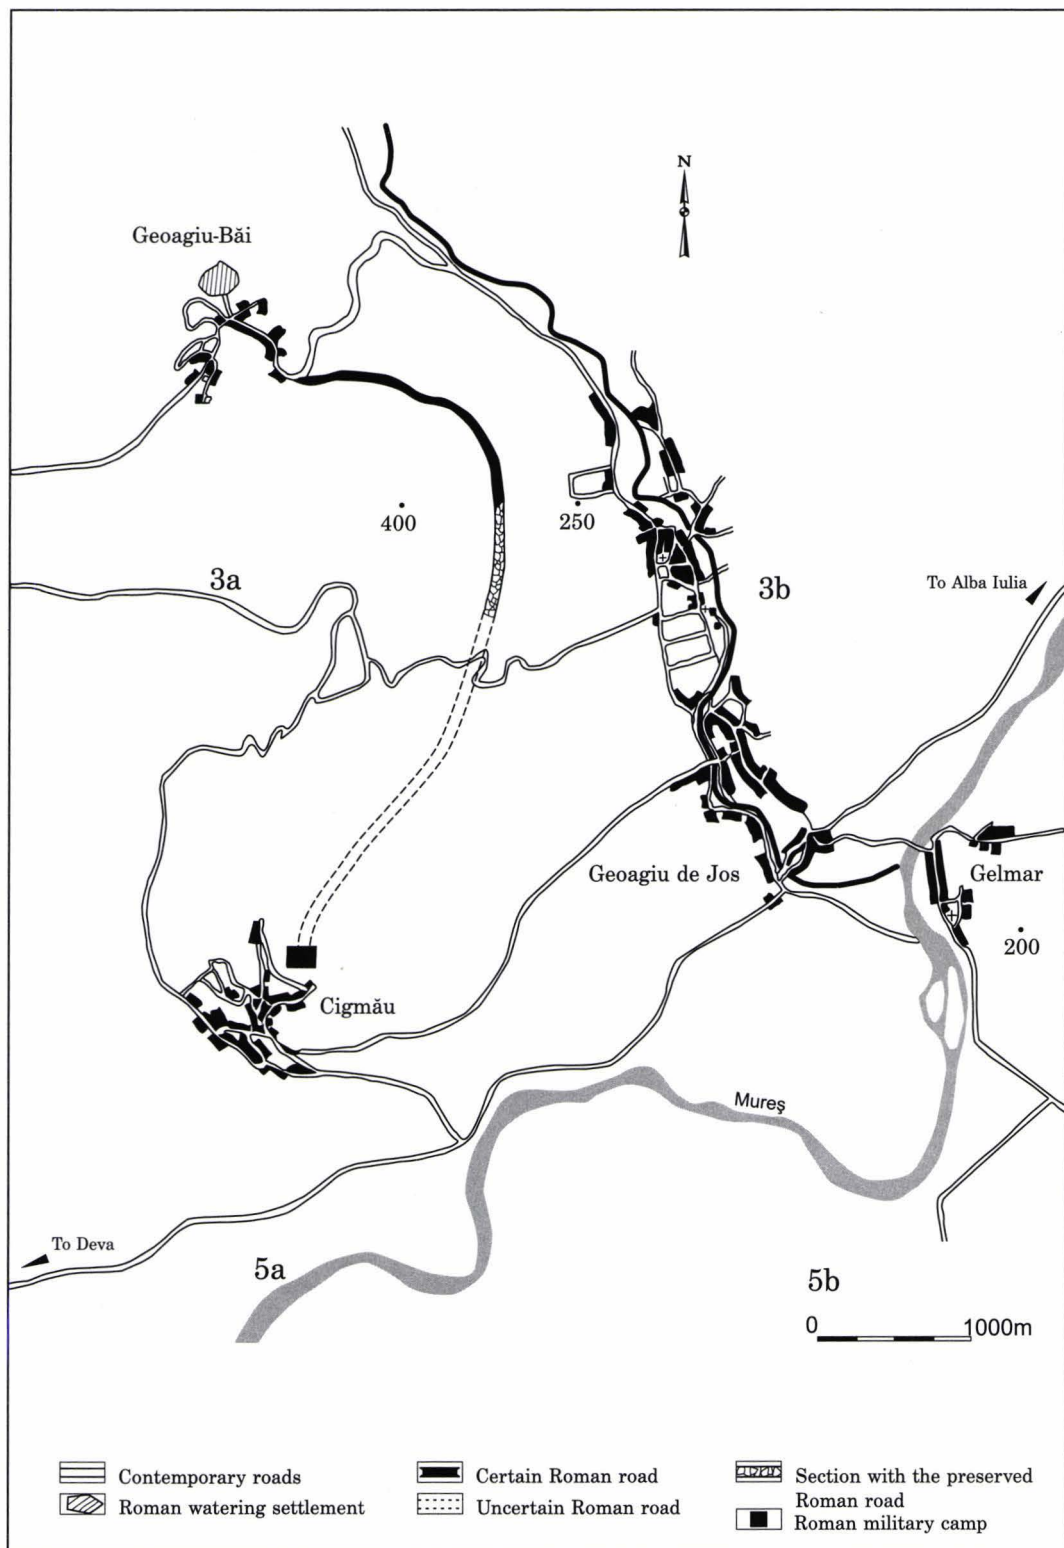 N
Geoagiu-Băi
400
250
3a
3b
To Alba Iulia
Geoagiu de Jos
Gelmar
200
Cigmău
Mureş
To Deva
5a
5b
0 1000m
Contemporary roads
Roman watering settlement
Certain Roman road
Uncertain Roman road
Section with the preserved
Roman road
Roman military camp